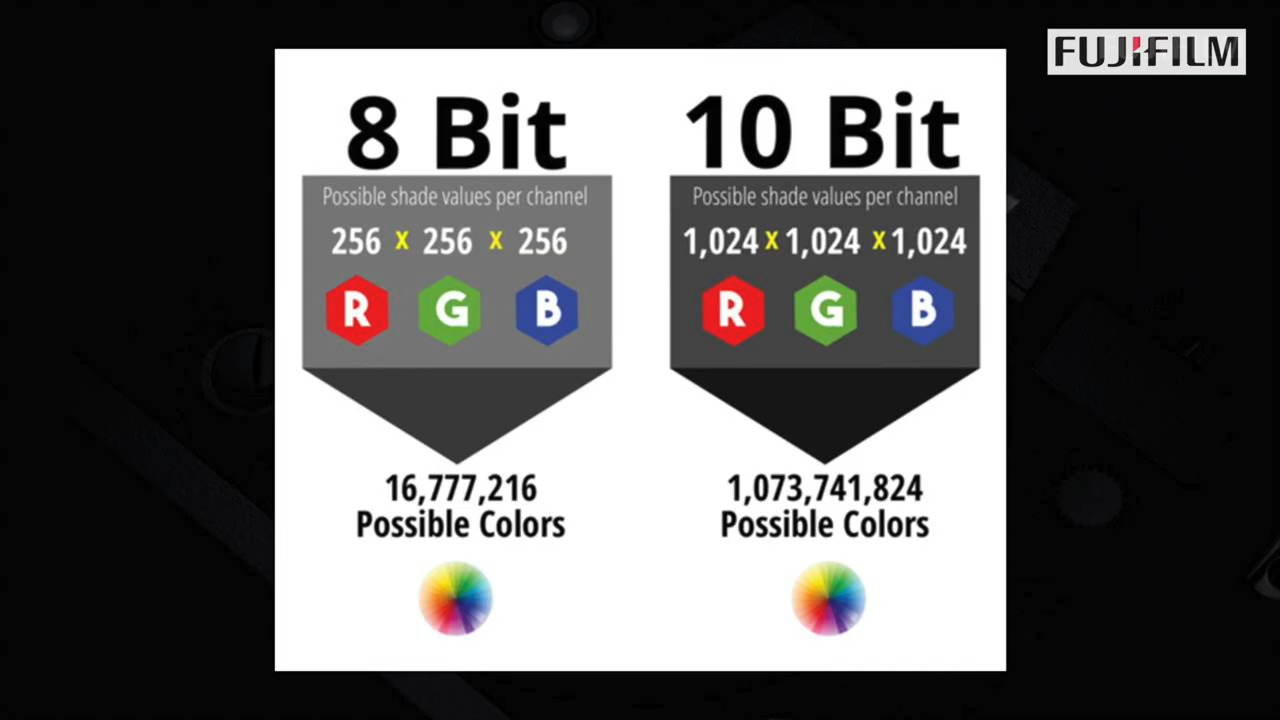 FUJIFILM
8 Bit
Possible shade values per channel
256 x 256 x 256
R G B
16,777,216
Possible Colors
10 Bit
Possible shade values per channel
1,024 x 1,024 x 1,024
R G B
1,073,741,824
Possible Colors